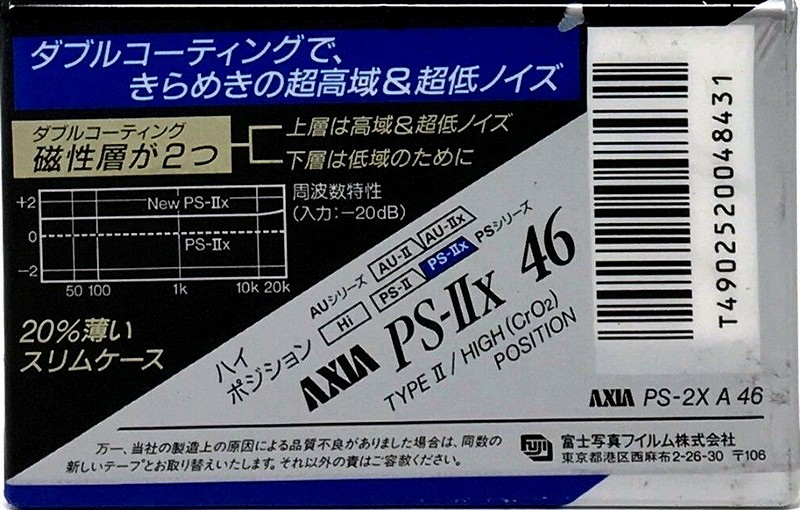 ダブルコーティングで、
きらめきの超高域&超低ノイズ
ダブルコーティング
磁性層が2つ
上層は高域&超低ノイズ
下層は低域のために
周波数特性
(入力:−20dB)
+2
0
−2
New PS-IIx
PS-IIx
50 100 1k 10k 20k
20%薄い
スリムケース
AUシリーズ AU-II AU-IIx
Hi PS-II PS-IIx PSシリーズ
ハイ
ポジション
AXIA PS-IIx 46
TYPE II / HIGH (CrO2)
POSITION
T4902520048431
AXIA PS-2X A 46
万一、当社の製造上の原因による品質不良がありました場合は、同数の
新しいテープとお取り替えいたします。それ以外の責はご容赦ください。
FUJI
富士写真フイルム株式会社
東京都港区西麻布2-26-30 〒106